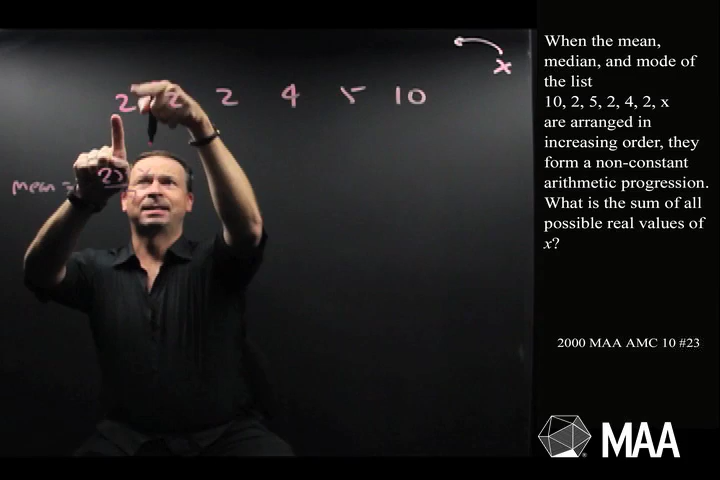 x
2 2 2 4 5 10
mean =
When the mean,
median, and mode of
the list
10, 2, 5, 2, 4, 2, x
are arranged in
increasing order, they
form a non-constant
arithmetic progression.
What is the sum of all
possible real values of
x?
2000 MAA AMC 10 #23
MAA